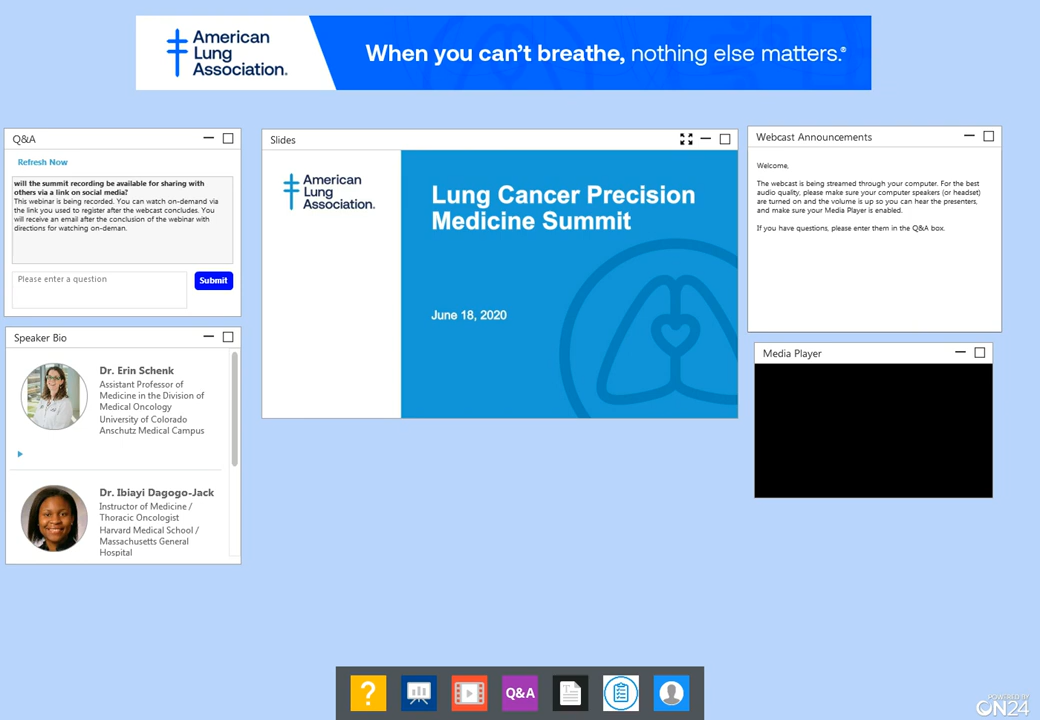 American
Lung
Association.
When you can't breathe, nothing else matters.®
Q&A
Refresh Now
will the summit recording be available for sharing with
others via a link on social media?
This webinar is being recorded. You can watch on-demand via
the link you used to register after the webcast concludes. You
will receive an email after the conclusion of the webinar with
directions for watching on-deman.
Please enter a question
Submit
Speaker Bio
Dr. Erin Schenk
Assistant Professor of
Medicine in the Division of
Medical Oncology
University of Colorado
Anschutz Medical Campus
Dr. Ibiayi Dagogo-Jack
Instructor of Medicine /
Thoracic Oncologist
Harvard Medical School /
Massachusetts General
Hospital
Slides
American
Lung
Association.
Lung Cancer Precision
Medicine Summit
June 18, 2020
Webcast Announcements
Welcome,
The webcast is being streamed through your computer. For the best
audio quality, please make sure your computer speakers (or headset)
are turned on and the volume is up so you can hear the presenters,
and make sure your Media Player is enabled.
If you have questions, please enter them in the Q&A box.
Media Player
?
Q&A
POWERED BY
ON24